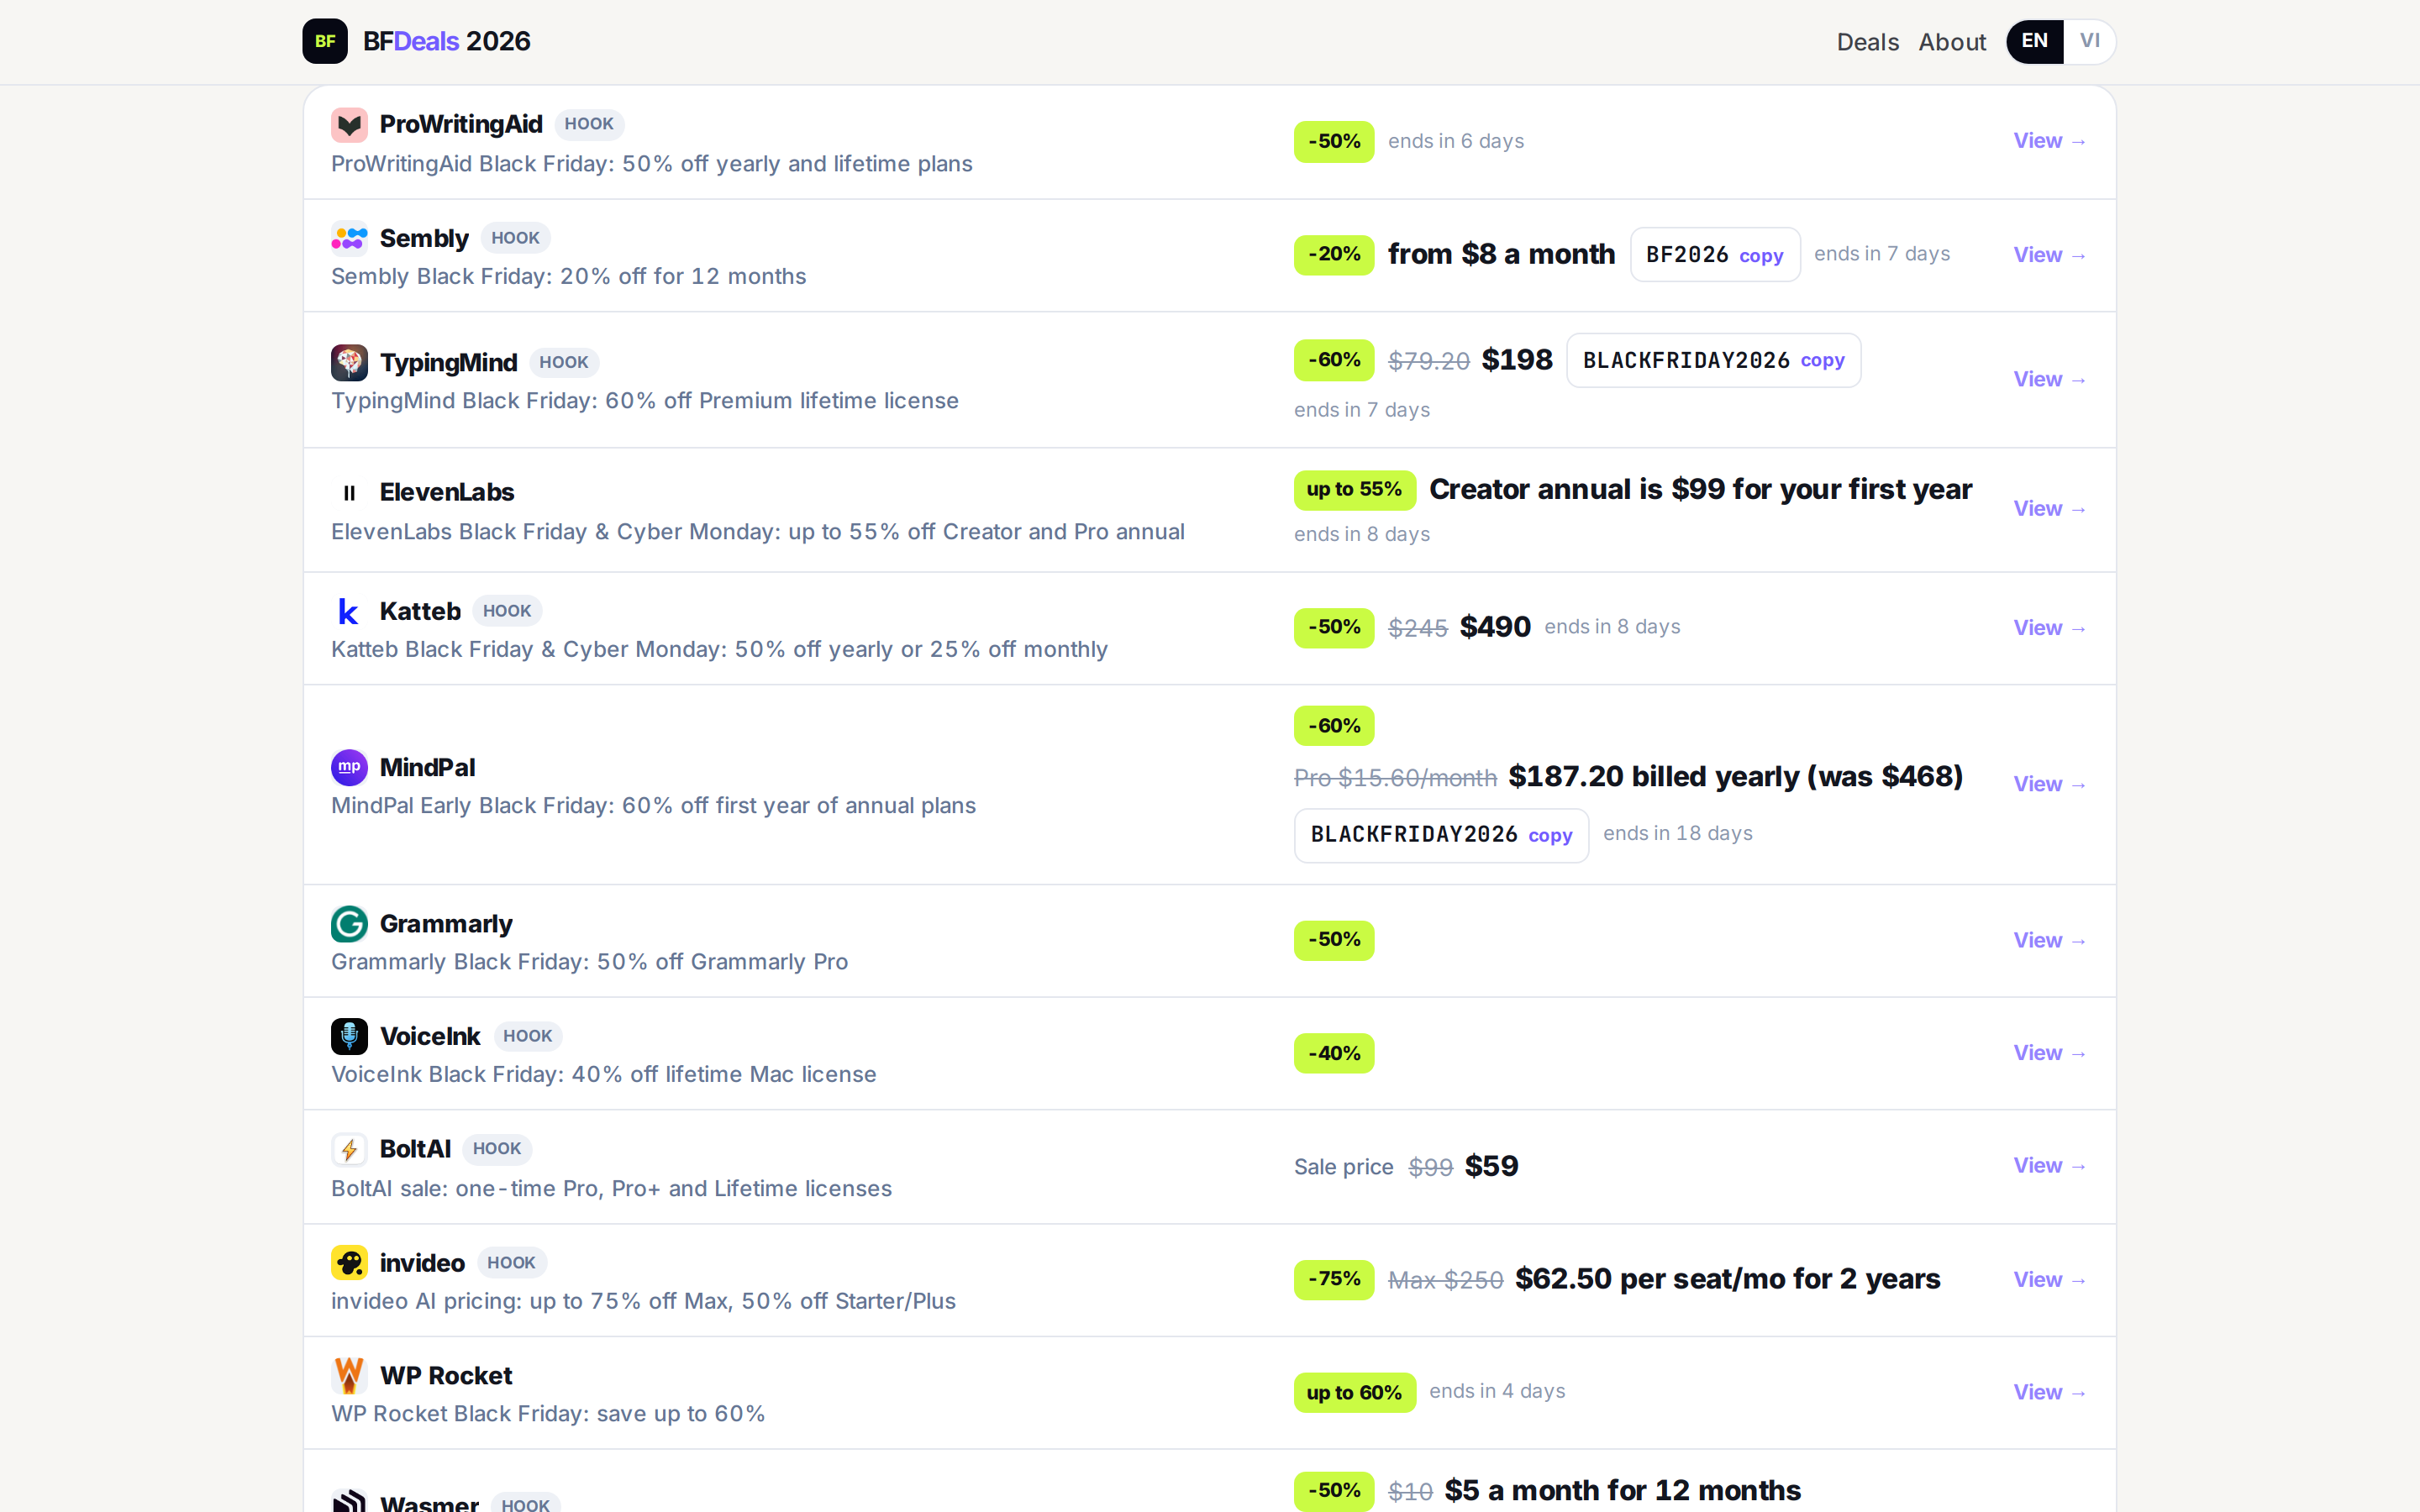 BF BFDeals 2026 Deals About EN VI
ProWritingAid HOOK
ProWritingAid Black Friday: 50% off yearly and lifetime plans
-50% ends in 6 days
View →
Sembly HOOK
Sembly Black Friday: 20% off for 12 months
-20% from $8 a month BF2026 copy ends in 7 days
View →
TypingMind HOOK
TypingMind Black Friday: 60% off Premium lifetime license
-60% $79.20 $198 BLACKFRIDAY2026 copy
ends in 7 days
View →
ElevenLabs
ElevenLabs Black Friday & Cyber Monday: up to 55% off Creator and Pro annual
up to 55% Creator annual is $99 for your first year
ends in 8 days
View →
k Katteb HOOK
Katteb Black Friday & Cyber Monday: 50% off yearly or 25% off monthly
-50% $245 $490 ends in 8 days
View →
mp MindPal
MindPal Early Black Friday: 60% off first year of annual plans
-60%
Pro $15.60/month $187.20 billed yearly (was $468)
BLACKFRIDAY2026 copy ends in 18 days
View →
Grammarly
Grammarly Black Friday: 50% off Grammarly Pro
-50%
View →
VoiceInk HOOK
VoiceInk Black Friday: 40% off lifetime Mac license
-40%
View →
BoltAI HOOK
BoltAI sale: one-time Pro, Pro+ and Lifetime licenses
Sale price $99 $59
View →
invideo HOOK
invideo AI pricing: up to 75% off Max, 50% off Starter/Plus
-75% Max $250 $62.50 per seat/mo for 2 years
View →
WP Rocket
WP Rocket Black Friday: save up to 60%
up to 60% ends in 4 days
View →
Wasmer HOOK
-50% $10 $5 a month for 12 months